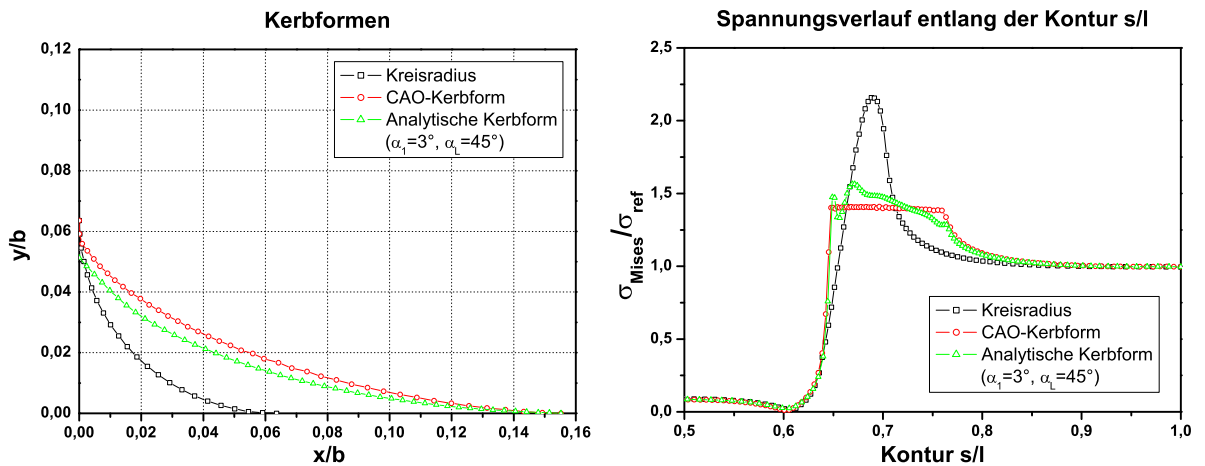 Kerbformen
0,12
0,10
0,08
0,06
0,04
0,02
0,00
y/b
0,00 0,02 0,04 0,06 0,08 0,10 0,12 0,14 0,16
x/b
Kreisradius
CAO-Kerbform
Analytische Kerbform
(α₁=3°, α_L=45°)
Spannungsverlauf entlang der Kontur s/l
2,5
2,0
1,5
1,0
0,5
0,0
σ_Mises/σ_ref
0,5 0,6 0,7 0,8 0,9 1,0
Kontur s/l
Kreisradius
CAO-Kerbform
Analytische Kerbform
(α₁=3°, α_L=45°)